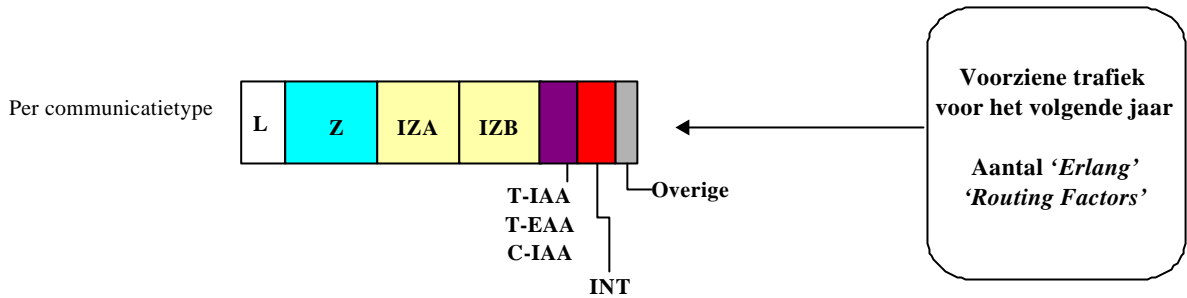 Per communicatietype
L
Z
IZA
IZB
T-IAA
T-EAA
C-IAA
INT
Overige
Voorziene trafiek
voor het volgende jaar
Aantal ‘Erlang’
‘Routing Factors’